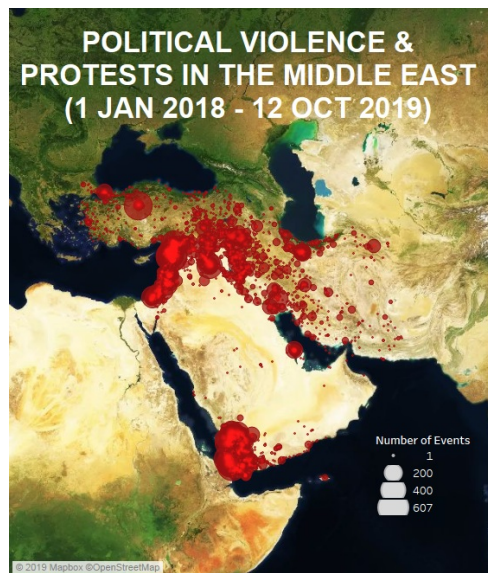 POLITICAL VIOLENCE &
PROTESTS IN THE MIDDLE EAST
(1 JAN 2018 - 12 OCT 2019)
Number of Events
1
200
400
607
© 2019 Mapbox ©OpenStreetMap